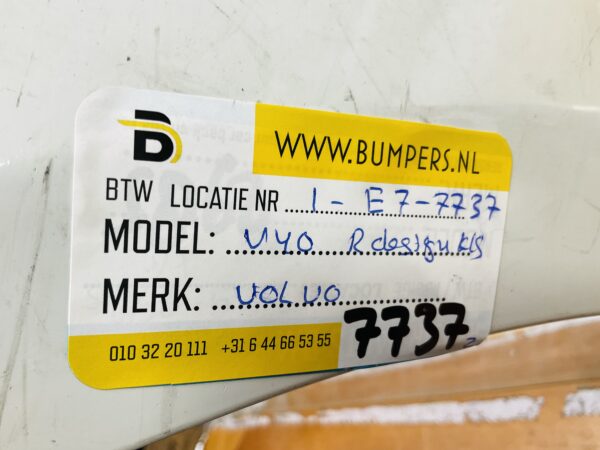 B
WWW.BUMPERS.NL
BTW LOCATIE NR 1 - E7-7737
MODEL: V40 Rdesign
MERK: VOLVO
010 32 20 111 +31 6 44 66 53 55
7737